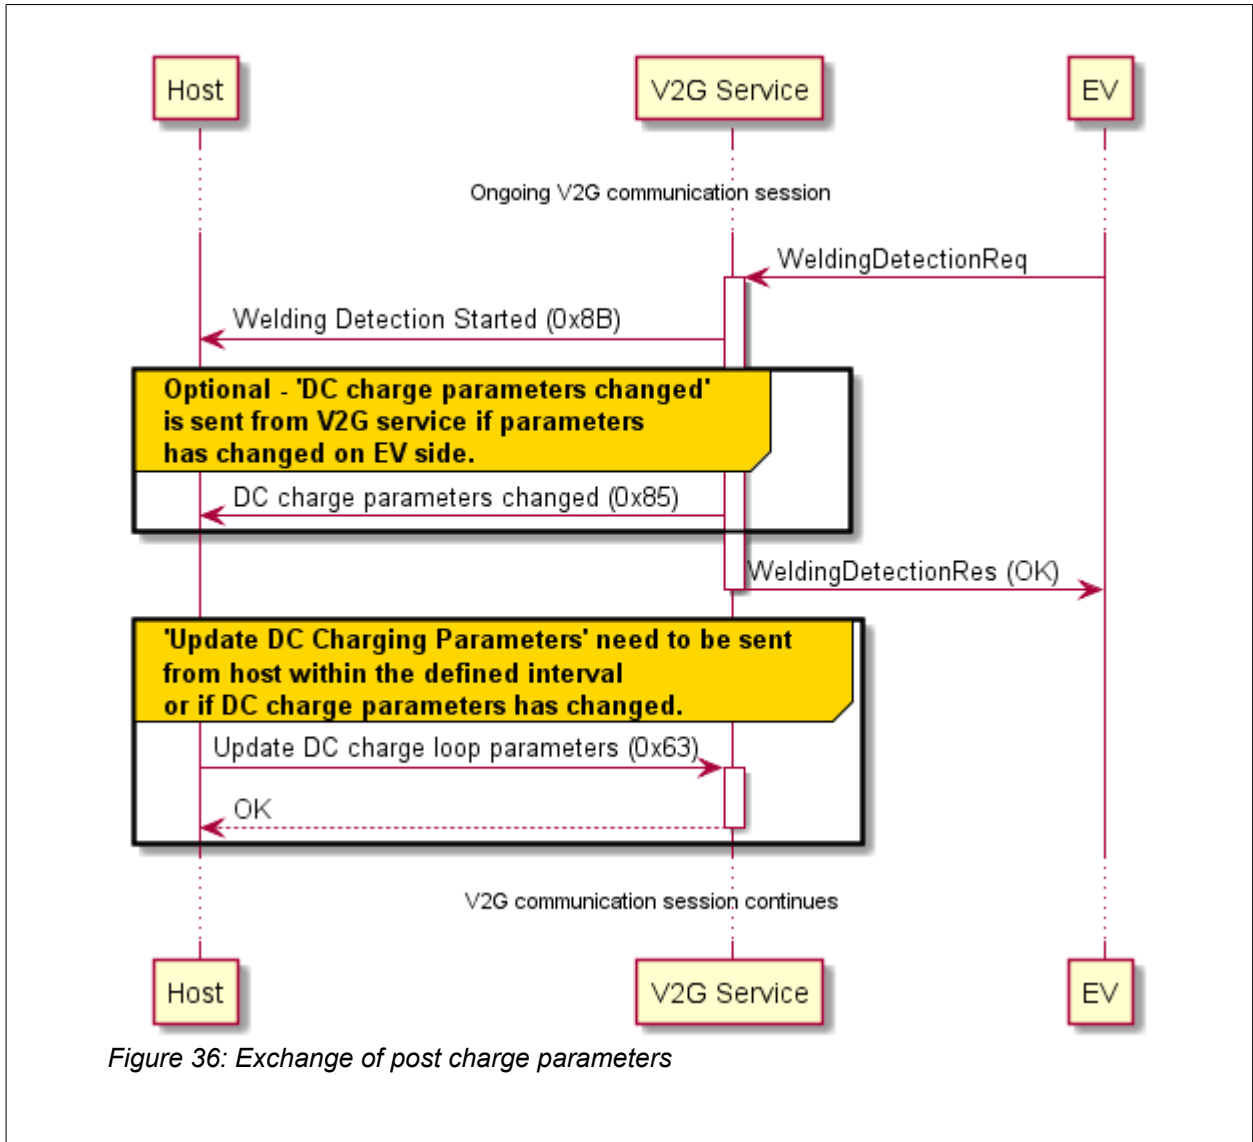 Host
V2G Service
EV
Ongoing V2G communication session
WeldingDetectionReq
Welding Detection Started (0x8B)
Optional - 'DC charge parameters changed'
is sent from V2G service if parameters
has changed on EV side.
DC charge parameters changed (0x85)
WeldingDetectionRes (OK)
'Update DC Charging Parameters' need to be sent
from host within the defined interval
or if DC charge parameters has changed.
Update DC charge loop parameters (0x63)
OK
V2G communication session continues
Host
V2G Service
EV
Figure 36: Exchange of post charge parameters